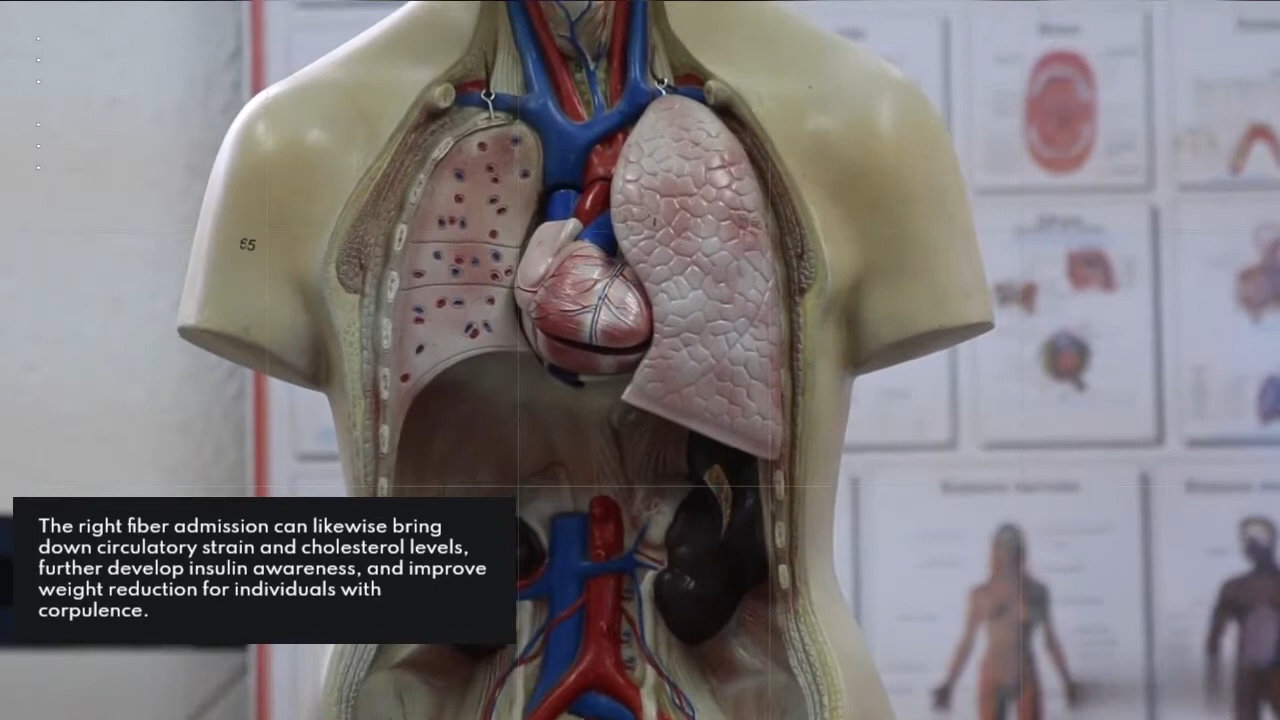 65
The right fiber admission can likewise bring
down circulatory strain and cholesterol levels,
further develop insulin awareness, and improve
weight reduction for individuals with
corpulence.